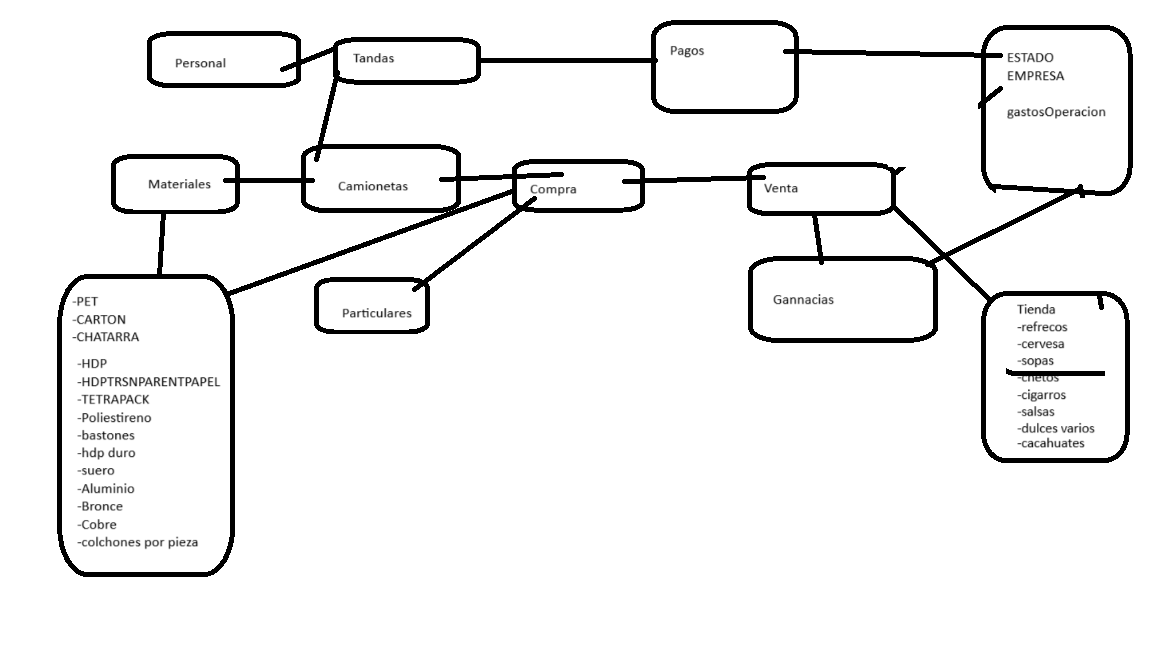 Personal
Tandas
Pagos
ESTADO
EMPRESA
gastosOperacion
Materiales
Camionetas
Compra
Venta
Particulares
Gannacias
-PET
-CARTON
-CHATARRA
-HDP
-HDPTRSNPARENTPAPEL
-TETRAPACK
-Poliestireno
-bastones
-hdp duro
-suero
-Aluminio
-Bronce
-Cobre
-colchones por pieza
Tienda
-refrecos
-cervesa
-sopas
-chetos
-cigarros
-salsas
-dulces varios
-cacahuates